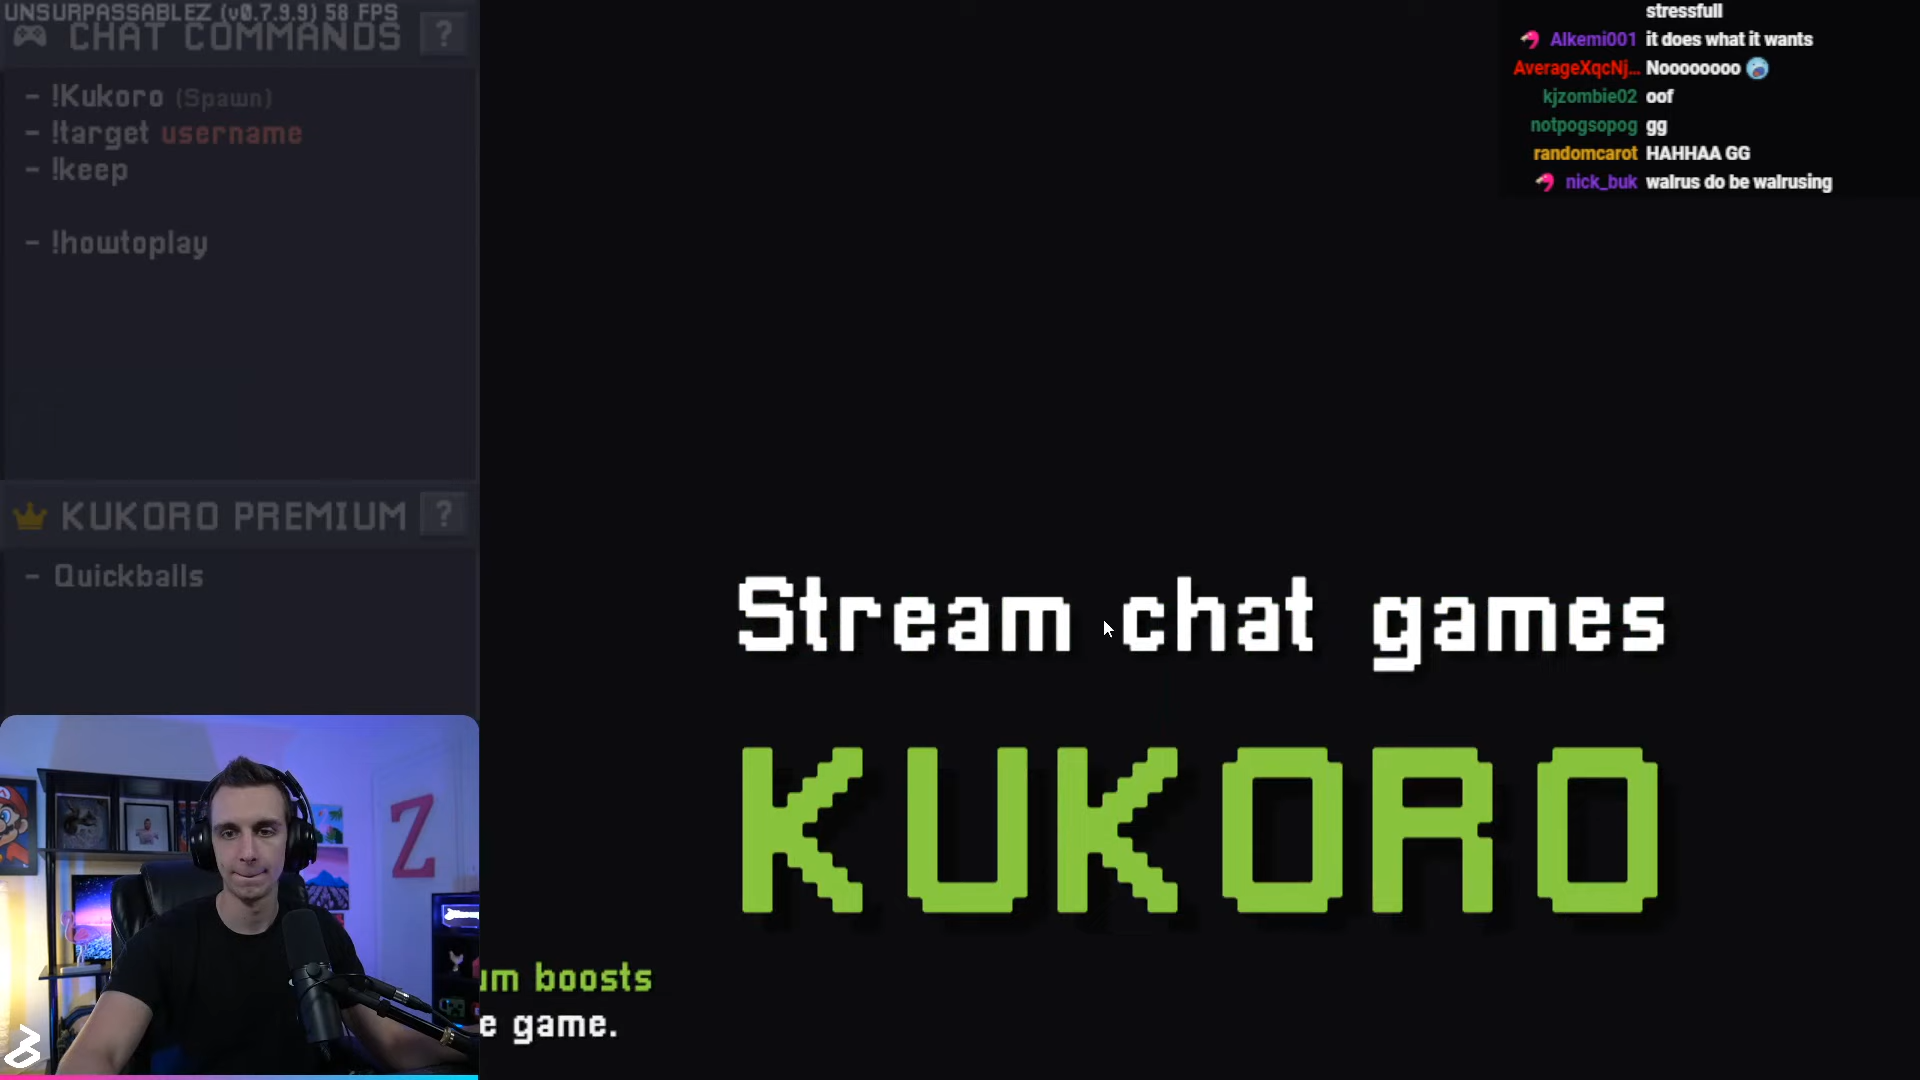 UNSURPASSABLEZ (v0.7.9.9) 58 FPS
CHAT COMMANDS ?
- !Kukoro (Spawn)
- !target username
- !keep
- !howtoplay
KUKORO PREMIUM ?
- Quickballs
stressfull
Alkemi001 it does what it wants
AverageXqcNj... Noooooooo
kjzombie02 oof
notpogsopog gg
randomcarot HAHHAA GG
nick_buk walrus do be walrusing
Stream chat games
KUKORO
um boosts
e game.
Z